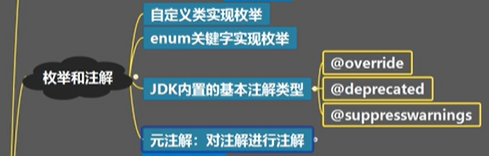 自定义类实现枚举
enum关键字实现枚举
枚举和注解
JDK内置的基本注解类型
@override
@deprecated
@suppresswarnings
元注解：对注解进行注解